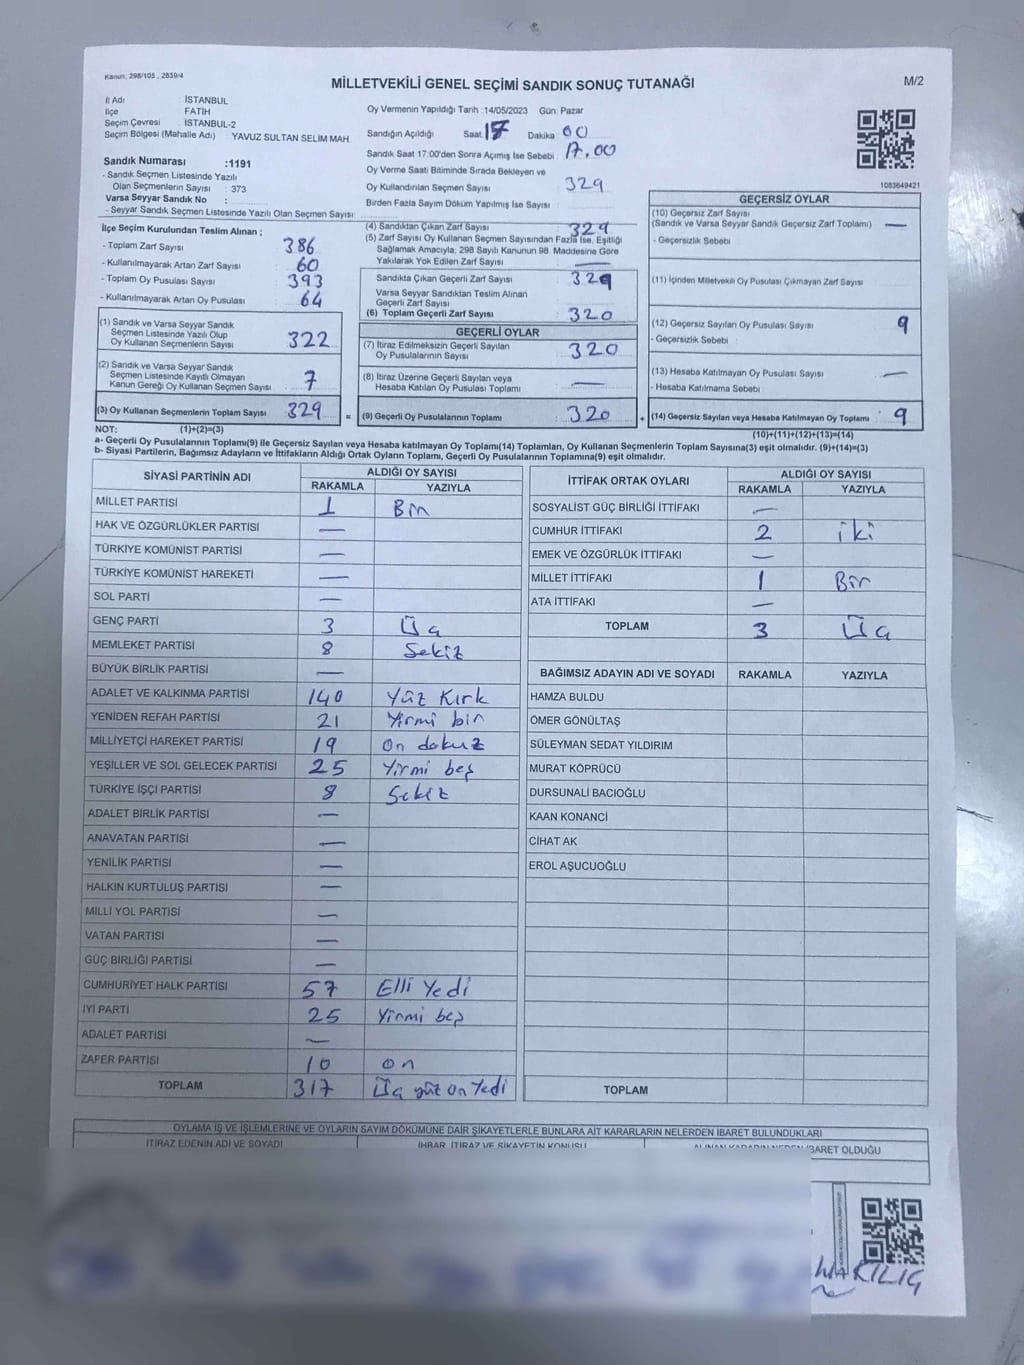 Kanun: 298/105 , 2839/4
MİLLETVEKİLİ GENEL SEÇİMİ SANDIK SONUÇ TUTANAĞI
M/2
İl Adı : İSTANBUL
İlçe FATİH
Seçim Çevresi İSTANBUL-2
Seçim Bölgesi (Mahalle Adı) YAVUZ SULTAN SELİM MAH.
Oy Vermenin Yapıldığı Tarih :14/05/2023 Gün: Pazar
Sandığın Açıldığı Saat 17 Dakika 00
Sandık Saat 17:00'den Sonra Açılmış İse Sebebi : 17.00
Sandık Numarası :1191
- Sandık Seçmen Listesinde Yazılı
Olan Seçmenlerin Sayısı : 373
Varsa Seyyar Sandık No :
- Seyyar Sandık Seçmen Listesinde Yazılı Olan Seçmen Sayısı:
Oy Verme Saati Bitiminde Sırada Bekleyen ve
Oy Kullandırılan Seçmen Sayısı 329
Birden Fazla Sayım Döküm Yapılmış İse Sayısı :
1083649421
İlçe Seçim Kurulundan Teslim Alınan ;
- Toplam Zarf Sayısı : 386
- Kullanılmayarak Artan Zarf Sayısı : 60
- Toplam Oy Pusulası Sayısı : 393
- Kullanılmayarak Artan Oy Pusulası : 64
(1) Sandık ve Varsa Seyyar Sandık
Seçmen Listesinde Yazılı Olup
Oy Kullanan Seçmenlerin Sayısı : 322
(2) Sandık ve Varsa Seyyar Sandık
Seçmen Listesinde Kayıtlı Olmayan
Kanun Gereği Oy Kullanan Seçmen Sayısı : 7
(3) Oy Kullanan Seçmenlerin Toplam Sayısı : 329
(4) Sandıktan Çıkan Zarf Sayısı : 329
(5) Zarf Sayısı Oy Kullanan Seçmen Sayısından Fazla İse, Eşitliği
Sağlamak Amacıyla, 298 Sayılı Kanunun 98. Maddesine Göre
Yakılarak Yok Edilen Zarf Sayısı : —
Sandıkta Çıkan Geçerli Zarf Sayısı : 329
Varsa Seyyar Sandıktan Teslim Alınan
Geçerli Zarf Sayısı
(6) Toplam Geçerli Zarf Sayısı : 320
GEÇERLİ OYLAR
(7) İtiraz Edilmeksizin Geçerli Sayılan
Oy Pusulalarının Sayısı : 320
(8) İtiraz Üzerine Geçerli Sayılan veya
Hesaba Katılan Oy Pusulası Toplamı : —
= (9) Geçerli Oy Pusulalarının Toplamı : 320
GEÇERSİZ OYLAR
(10) Geçersiz Zarf Sayısı
(Sandık ve Varsa Seyyar Sandık Geçersiz Zarf Toplamı) : —
- Geçersizlik Sebebi
(11) İçinden Milletvekili Oy Pusulası Çıkmayan Zarf Sayısı :
(12) Geçersiz Sayılan Oy Pusulası Sayısı : 9
- Geçersizlik Sebebi :
(13) Hesaba Katılmayan Oy Pusulası Sayısı : —
- Hesaba Katılmama Sebebi
+ (14) Geçersiz Sayılan veya Hesaba Katılmayan Oy Toplamı : 9
NOT: (1)+(2)=(3)
(10)+(11)+(12)+(13)=(14)
a- Geçerli Oy Pusulalarının Toplamı(9) ile Geçersiz Sayılan veya Hesaba katılmayan Oy Toplamı(14) Toplamları, Oy Kullanan Seçmenlerin Toplam Sayısına(3) eşit olmalıdır. (9)+(14)=(3)
b- Siyasi Partilerin, Bağımsız Adayların ve İttifakların Aldığı Ortak Oyların Toplamı, Geçerli Oy Pusulalarının Toplamına(9) eşit olmalıdır.
SİYASİ PARTİNİN ADI ALDIĞI OY SAYISI
RAKAMLA YAZIYLA
MİLLET PARTİSİ 1 Bir
HAK VE ÖZGÜRLÜKLER PARTİSİ —
TÜRKİYE KOMÜNİST PARTİSİ —
TÜRKİYE KOMÜNİST HAREKETİ —
SOL PARTİ —
GENÇ PARTİ 3 Üç
MEMLEKET PARTİSİ 8 Sekiz
BÜYÜK BİRLİK PARTİSİ —
ADALET VE KALKINMA PARTİSİ 140 Yüz Kırk
YENİDEN REFAH PARTİSİ 21 Yirmi bir
MİLLİYETÇİ HAREKET PARTİSİ 19 On dokuz
YEŞİLLER VE SOL GELECEK PARTİSİ 25 Yirmi beş
TÜRKİYE İŞÇİ PARTİSİ 8 Sekiz
ADALET BİRLİK PARTİSİ —
ANAVATAN PARTİSİ —
YENİLİK PARTİSİ —
HALKIN KURTULUŞ PARTİSİ —
MİLLİ YOL PARTİSİ —
VATAN PARTİSİ —
GÜÇ BİRLİĞİ PARTİSİ —
CUMHURİYET HALK PARTİSİ 57 Elli Yedi
İYİ PARTİ 25 Yirmi beş
ADALET PARTİSİ —
ZAFER PARTİSİ 10 on
TOPLAM 317 Üç yüz on Yedi
İTTİFAK ORTAK OYLARI ALDIĞI OY SAYISI
RAKAMLA YAZIYLA
SOSYALİST GÜÇ BİRLİĞİ İTTİFAKI —
CUMHUR İTTİFAKI 2 iki
EMEK VE ÖZGÜRLÜK İTTİFAKI —
MİLLET İTTİFAKI 1 Bir
ATA İTTİFAKI —
TOPLAM 3 Üç
BAĞIMSIZ ADAYIN ADI VE SOYADI RAKAMLA YAZIYLA
HAMZA BULDU
ÖMER GÖNÜLTAŞ
SÜLEYMAN SEDAT YILDIRIM
MURAT KÖPRÜCÜ
DURSUNALİ BACIOĞLU
KAAN KONANCİ
CİHAT AK
EROL AŞUCUOĞLU
TOPLAM
OYLAMA İŞ VE İŞLEMLERİNE VE OYLARIN SAYIM DÖKÜMÜNE DAİR ŞİKAYETLERLE BUNLARA AİT KARARLARIN NELERDEN İBARET BULUNDUKLARI
İTİRAZ EDENİN ADI VE SOYADI İHBAR, İTİRAZ VE ŞİKAYETİN KONUSU ALINAN KARARIN NEDEN İBARET OLDUĞU
KILIÇ